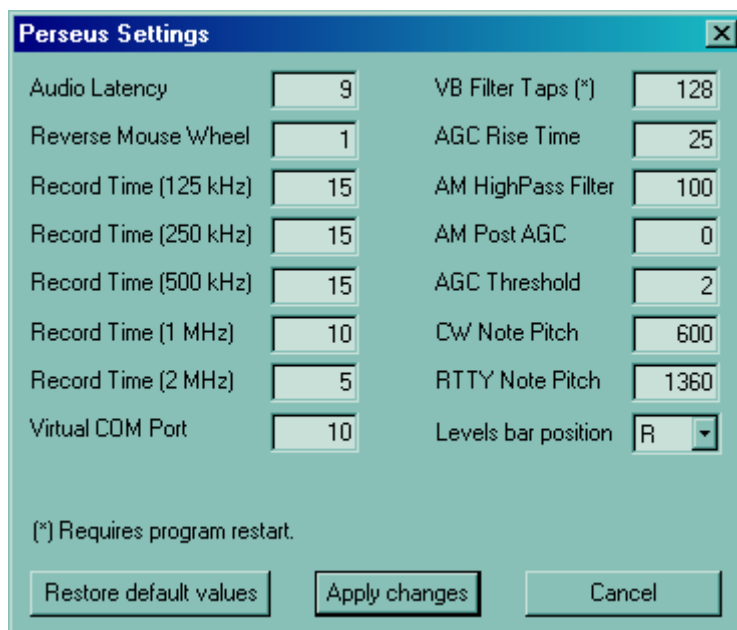 Perseus Settings
Audio Latency 9
Reverse Mouse Wheel 1
Record Time (125 kHz) 15
Record Time (250 kHz) 15
Record Time (500 kHz) 15
Record Time (1 MHz) 10
Record Time (2 MHz) 5
Virtual COM Port 10
VB Filter Taps (*) 128
AGC Rise Time 25
AM HighPass Filter 100
AM Post AGC 0
AGC Threshold 2
CW Note Pitch 600
RTTY Note Pitch 1360
Levels bar position R
(*) Requires program restart.
Restore default values Apply changes Cancel